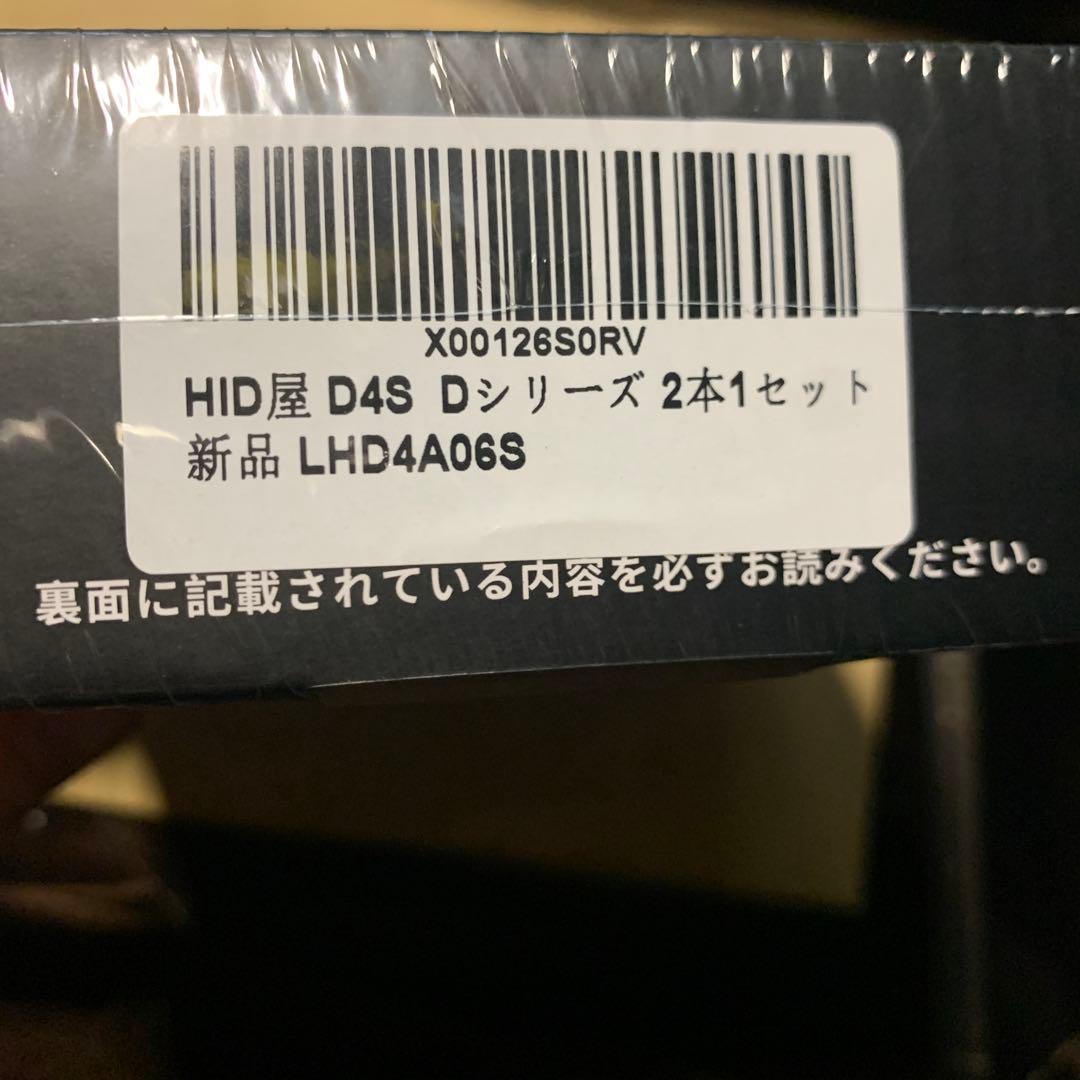 X00126S0RV
HID屋 D4S Dシリーズ 2本1セット
新品 LHD4A06S
裏面に記載されている内容を必ずお読みください。